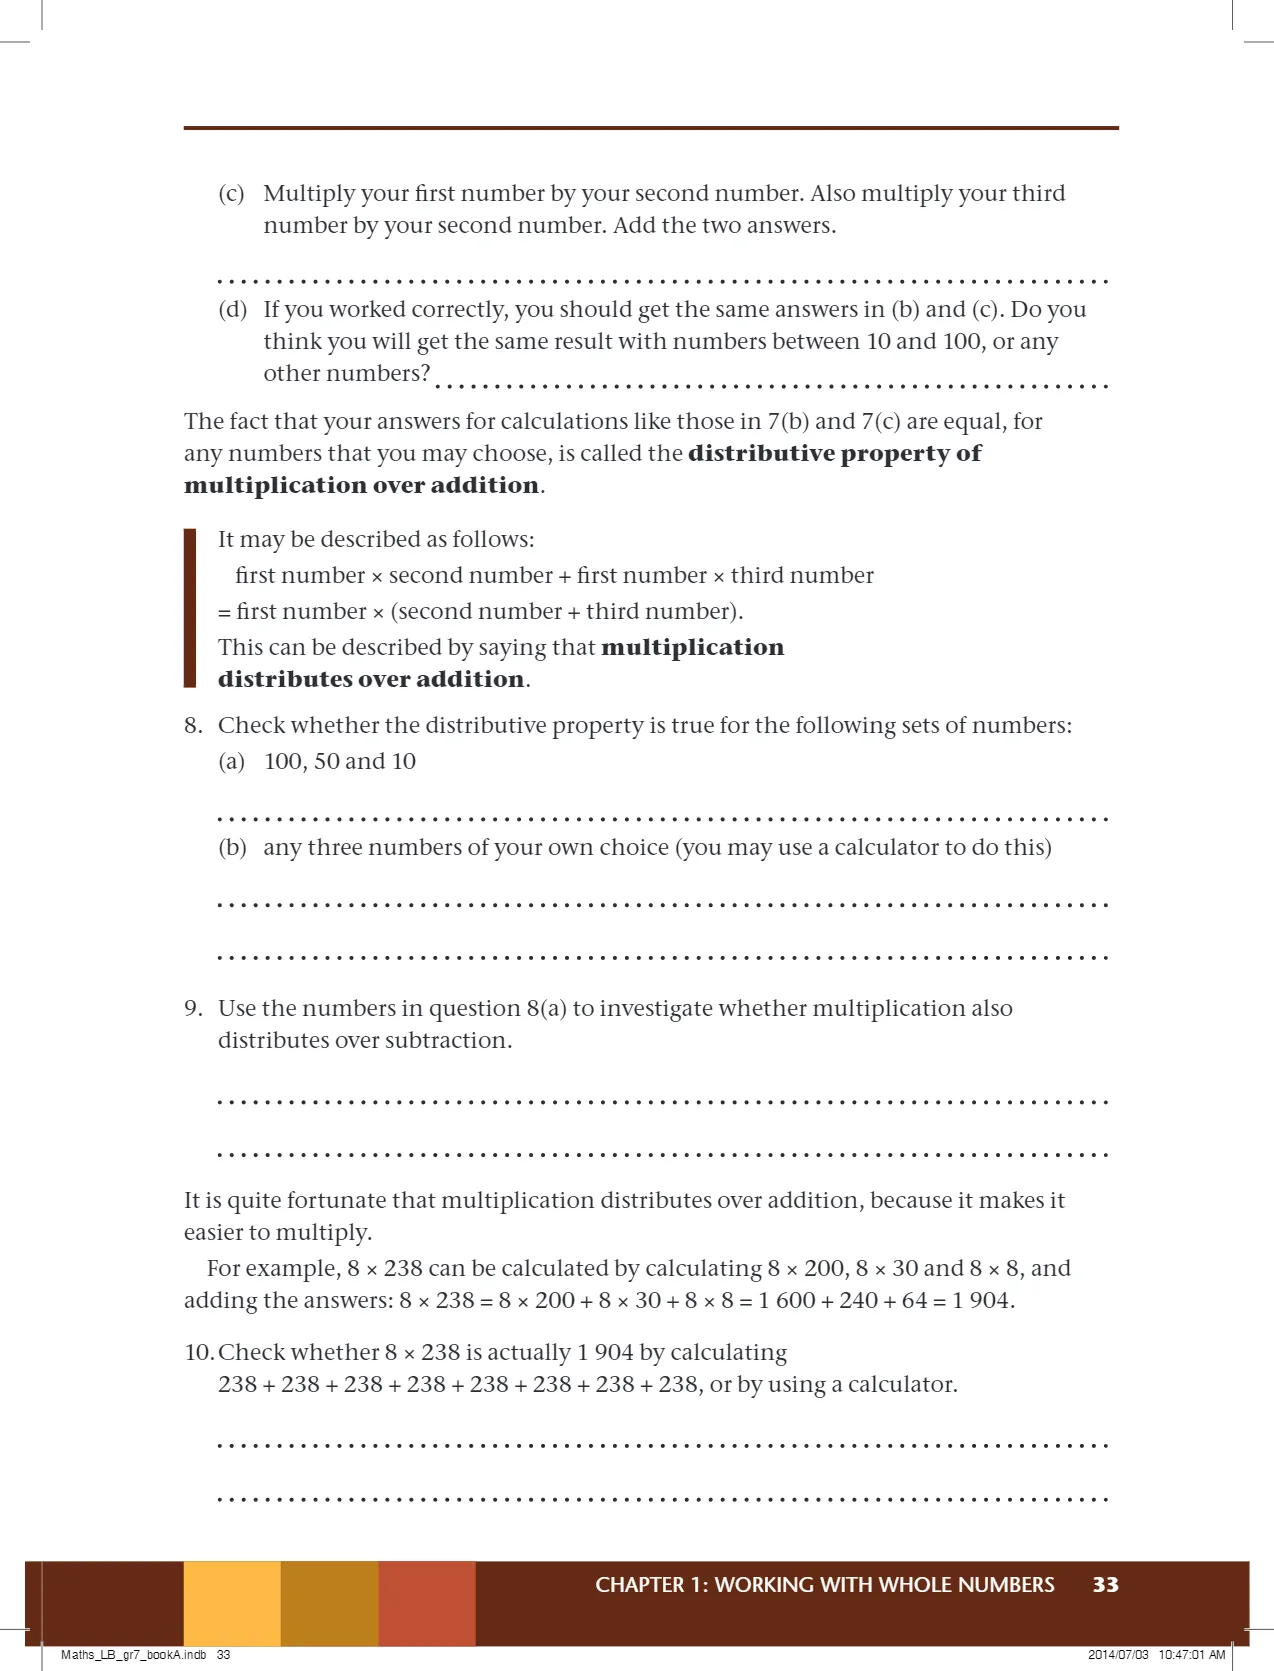 (c) Multiply your first number by your second number. Also multiply your third
number by your second number. Add the two answers.
(d) If you worked correctly, you should get the same answers in (b) and (c). Do you
think you will get the same result with numbers between 10 and 100, or any
other numbers?
The fact that your answers for calculations like those in 7(b) and 7(c) are equal, for
any numbers that you may choose, is called the distributive property of
multiplication over addition.
It may be described as follows:
first number × second number + first number × third number
= first number × (second number + third number).
This can be described by saying that multiplication
distributes over addition.
8. Check whether the distributive property is true for the following sets of numbers:
(a) 100, 50 and 10
(b) any three numbers of your own choice (you may use a calculator to do this)
9. Use the numbers in question 8(a) to investigate whether multiplication also
distributes over subtraction.
It is quite fortunate that multiplication distributes over addition, because it makes it
easier to multiply.
For example, 8 × 238 can be calculated by calculating 8 × 200, 8 × 30 and 8 × 8, and
adding the answers: 8 × 238 = 8 × 200 + 8 × 30 + 8 × 8 = 1 600 + 240 + 64 = 1 904.
10. Check whether 8 × 238 is actually 1 904 by calculating
238 + 238 + 238 + 238 + 238 + 238 + 238 + 238, or by using a calculator.
CHAPTER 1: WORKING WITH WHOLE NUMBERS 33
Maths_LB_gr7_bookA.indb 33 2014/07/03 10:47:01 AM